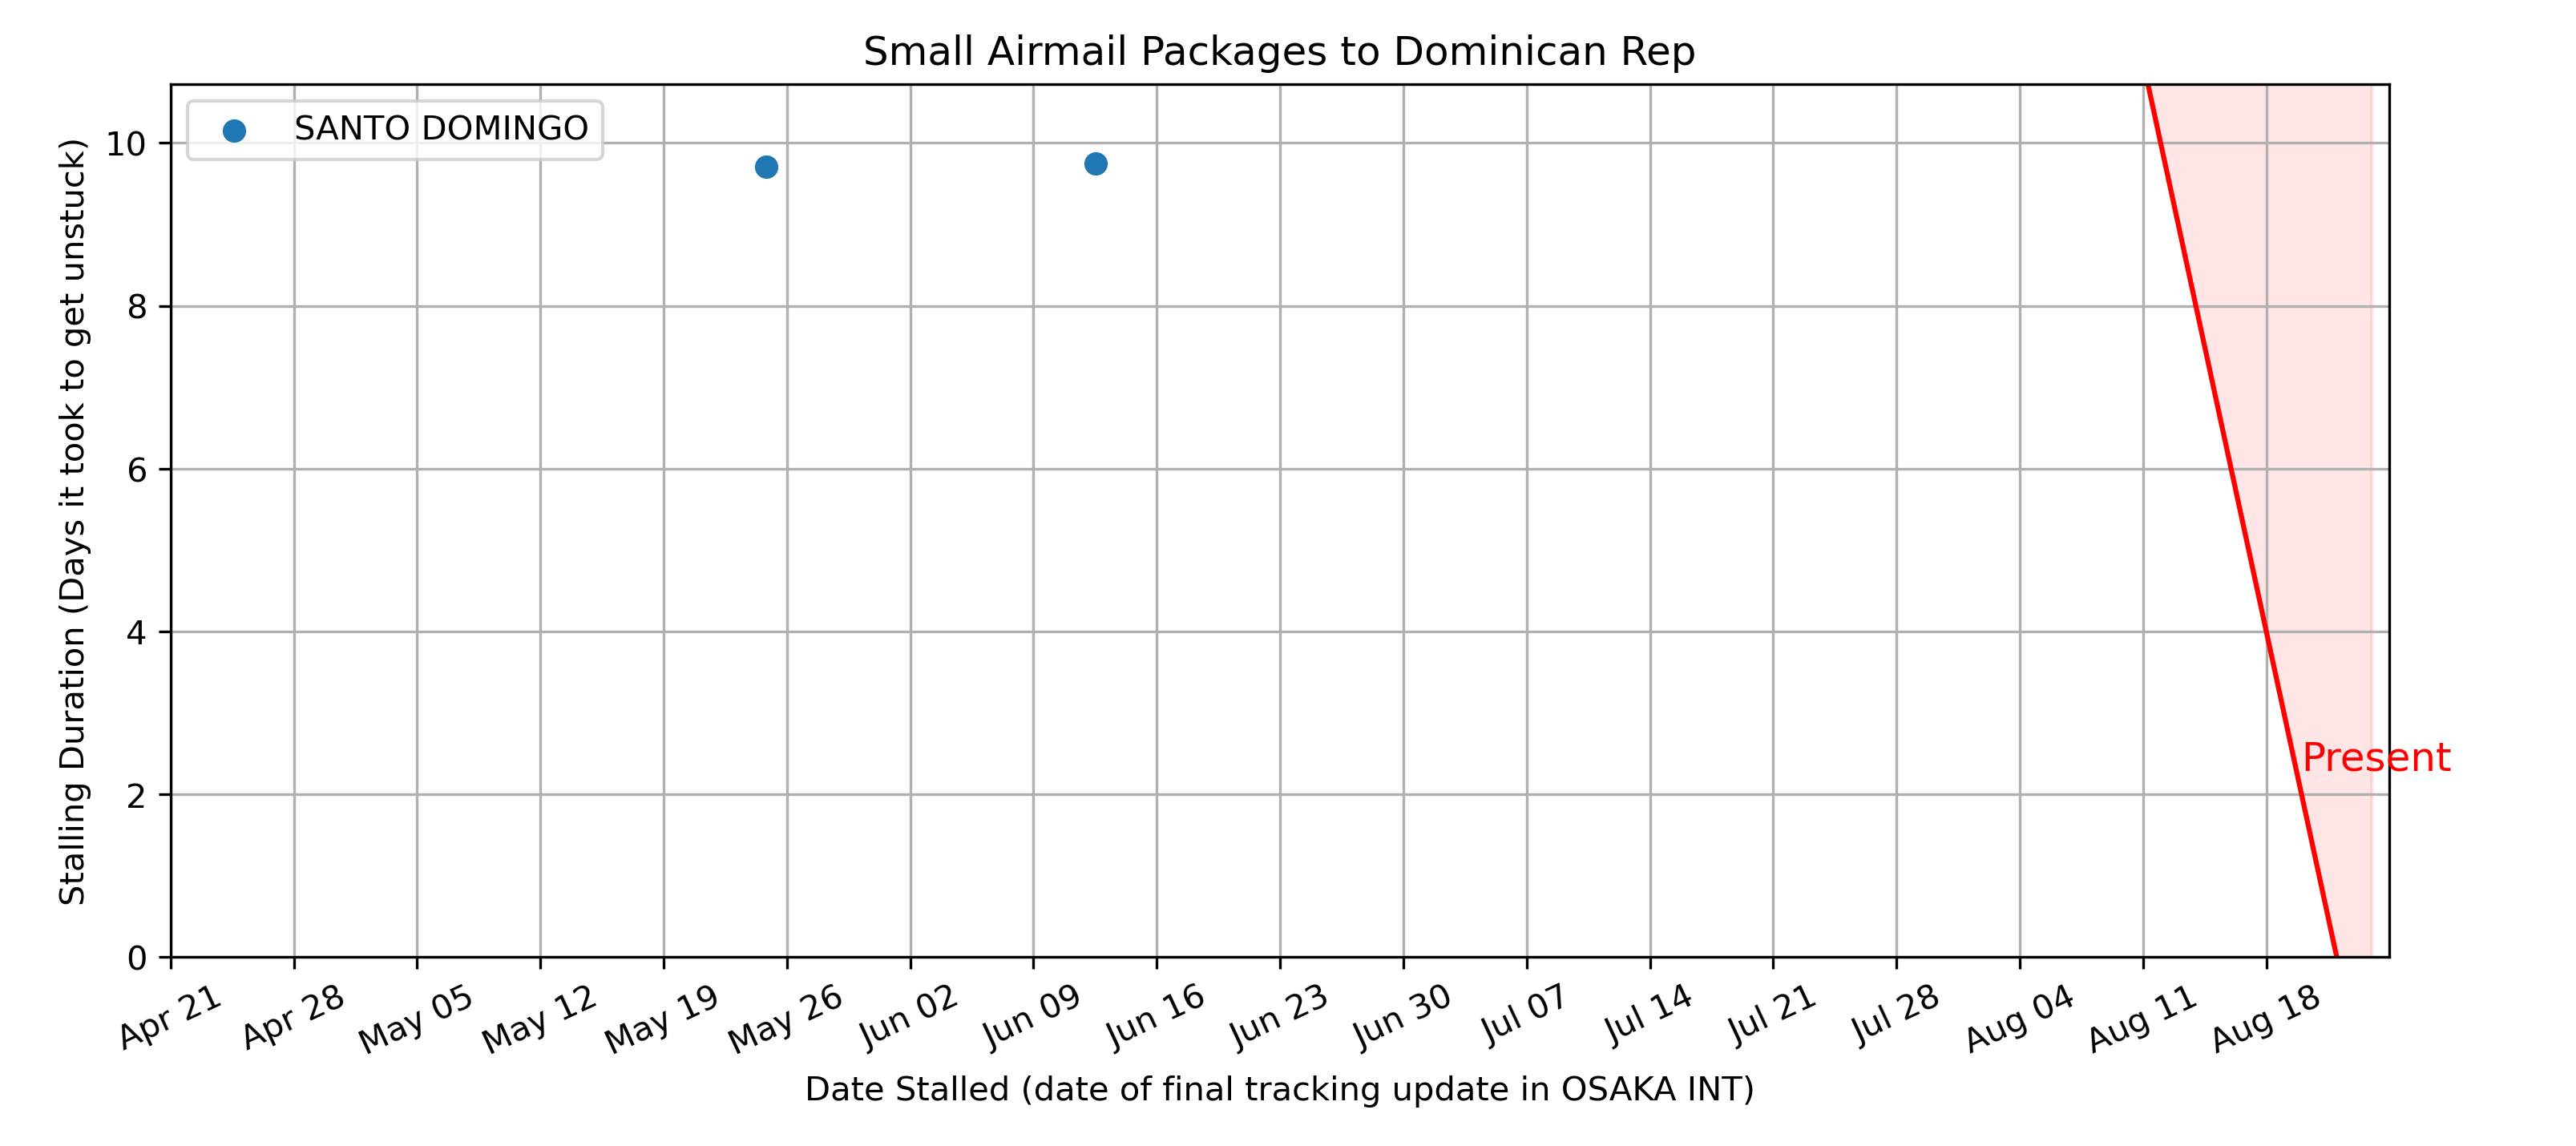 Small Airmail Packages to Dominican Rep
SANTO DOMINGO
Stalling Duration (Days it took to get unstuck)
10
8
6
4
2
0
Present
Apr 21
Apr 28
May 05
May 12
May 19
May 26
Jun 02
Jun 09
Jun 16
Jun 23
Jun 30
Jul 07
Jul 14
Jul 21
Jul 28
Aug 04
Aug 11
Aug 18
Date Stalled (date of final tracking update in OSAKA INT)